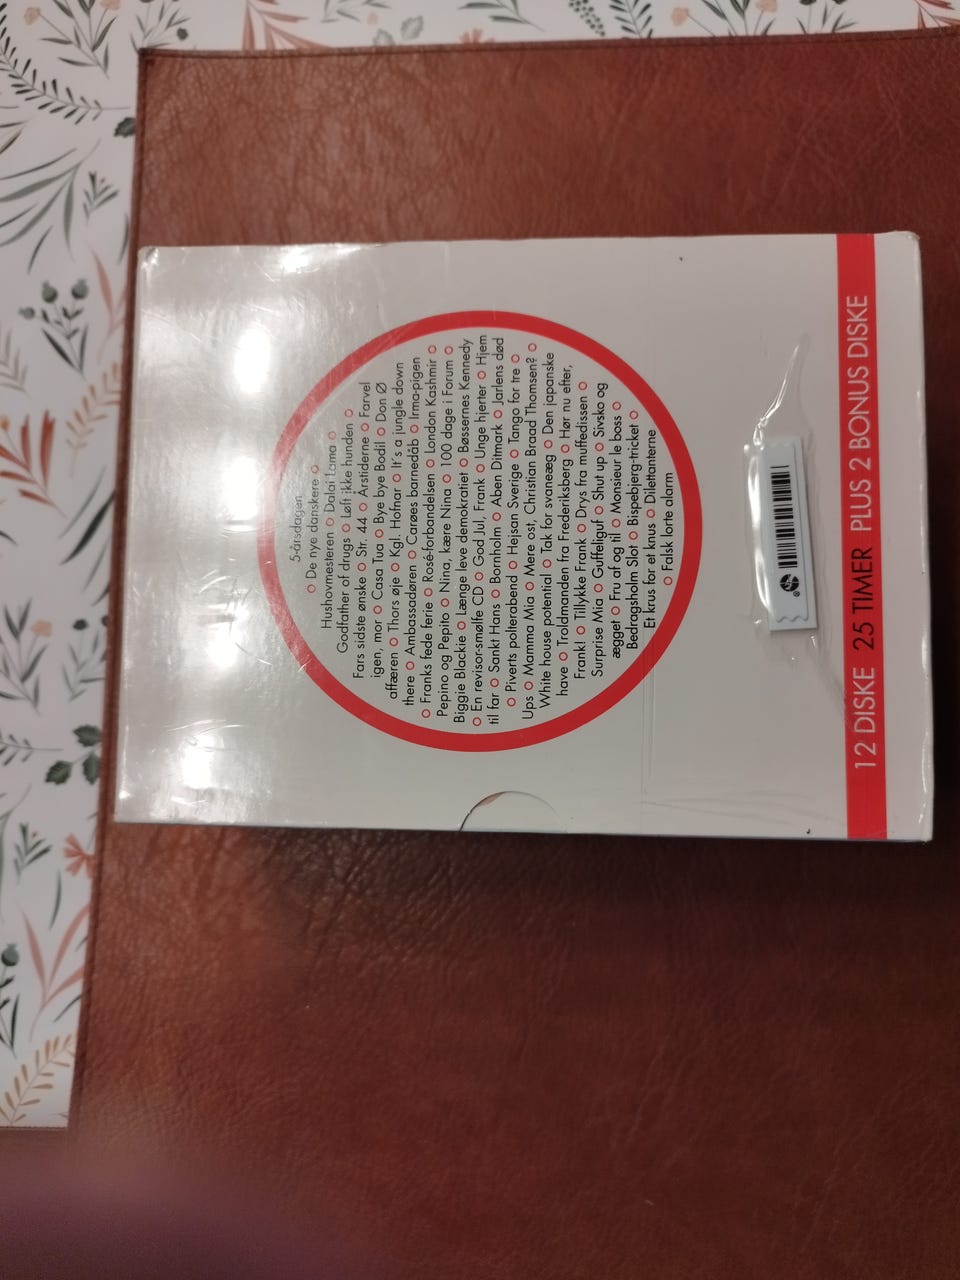 5-årsdagen
○ De nye danskere ○
Hushovmesteren ○ Dalai Lama ○
Godfather of drugs ○ Løft ikke hunden ○
Fars sidste ønske ○ Str. 44 ○ Årstiderne ○ Farvel
igen, mor ○ Casa Tua ○ Bye bye Bodil ○ Don Ø
affæren ○ Thors øje ○ Kgl. Hofnar ○ It's a jungle down
there ○ Ambassadøren ○ Carøes barnedåb ○ Irma-pigen
○ Franks fede ferie ○ Rosé-forbandelsen ○ London Kashmir ○
Pepino og Pepito ○ Nina, kære Nina ○ 100 dage i Forum ○
Biggie Blackie ○ Længe leve demokratiet ○ Bøssernes Kennedy
○ En revisor-smølfe CD ○ God Jul, Frank ○ Unge hjerter ○ Hjem
til far ○ Sankt Hans ○ Bornholm ○ Aben Ditmark ○ Jarlens død
○ Piverts polterabend ○ Hejsan Sverige ○ Tango for tre ○
Ups ○ Mamma Mia ○ Mere ost, Christian Braad Thomsen? ○
White house potential ○ Tak for svaneæg ○ Den japanske
have ○ Troldmanden fra Frederiksberg ○ Hør nu efter,
Frank! ○ Tillykke Frank ○ Drys fra muffedissen ○
Surprise Mia ○ Guffeliguf ○ Shut up ○ Sivsko og
ægget ○ Fru af og til ○ Monsieur le boss ○
Bedragsholm Slot ○ Bispebjerg-tricket ○
Et krus for et knus ○ Dilettanterne
○ Falsk lorte alarm
12 DISKE 25 TIMER PLUS 2 BONUS DISKE